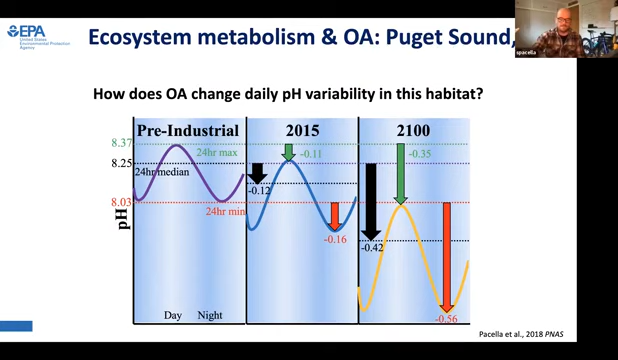 EPA
United States
Environmental Protection
Agency
Ecosystem metabolism & OA: Puget Sound,
spacella
How does OA change daily pH variability in this habitat?
Pre-Industrial
2015
2100
8.37
24hr max
-0.11
-0.35
8.25
24hr median
-0.12
8.03
24hr min
-0.16
-0.42
-0.56
pH
Day
Night
Pacella et al., 2018 PNAS